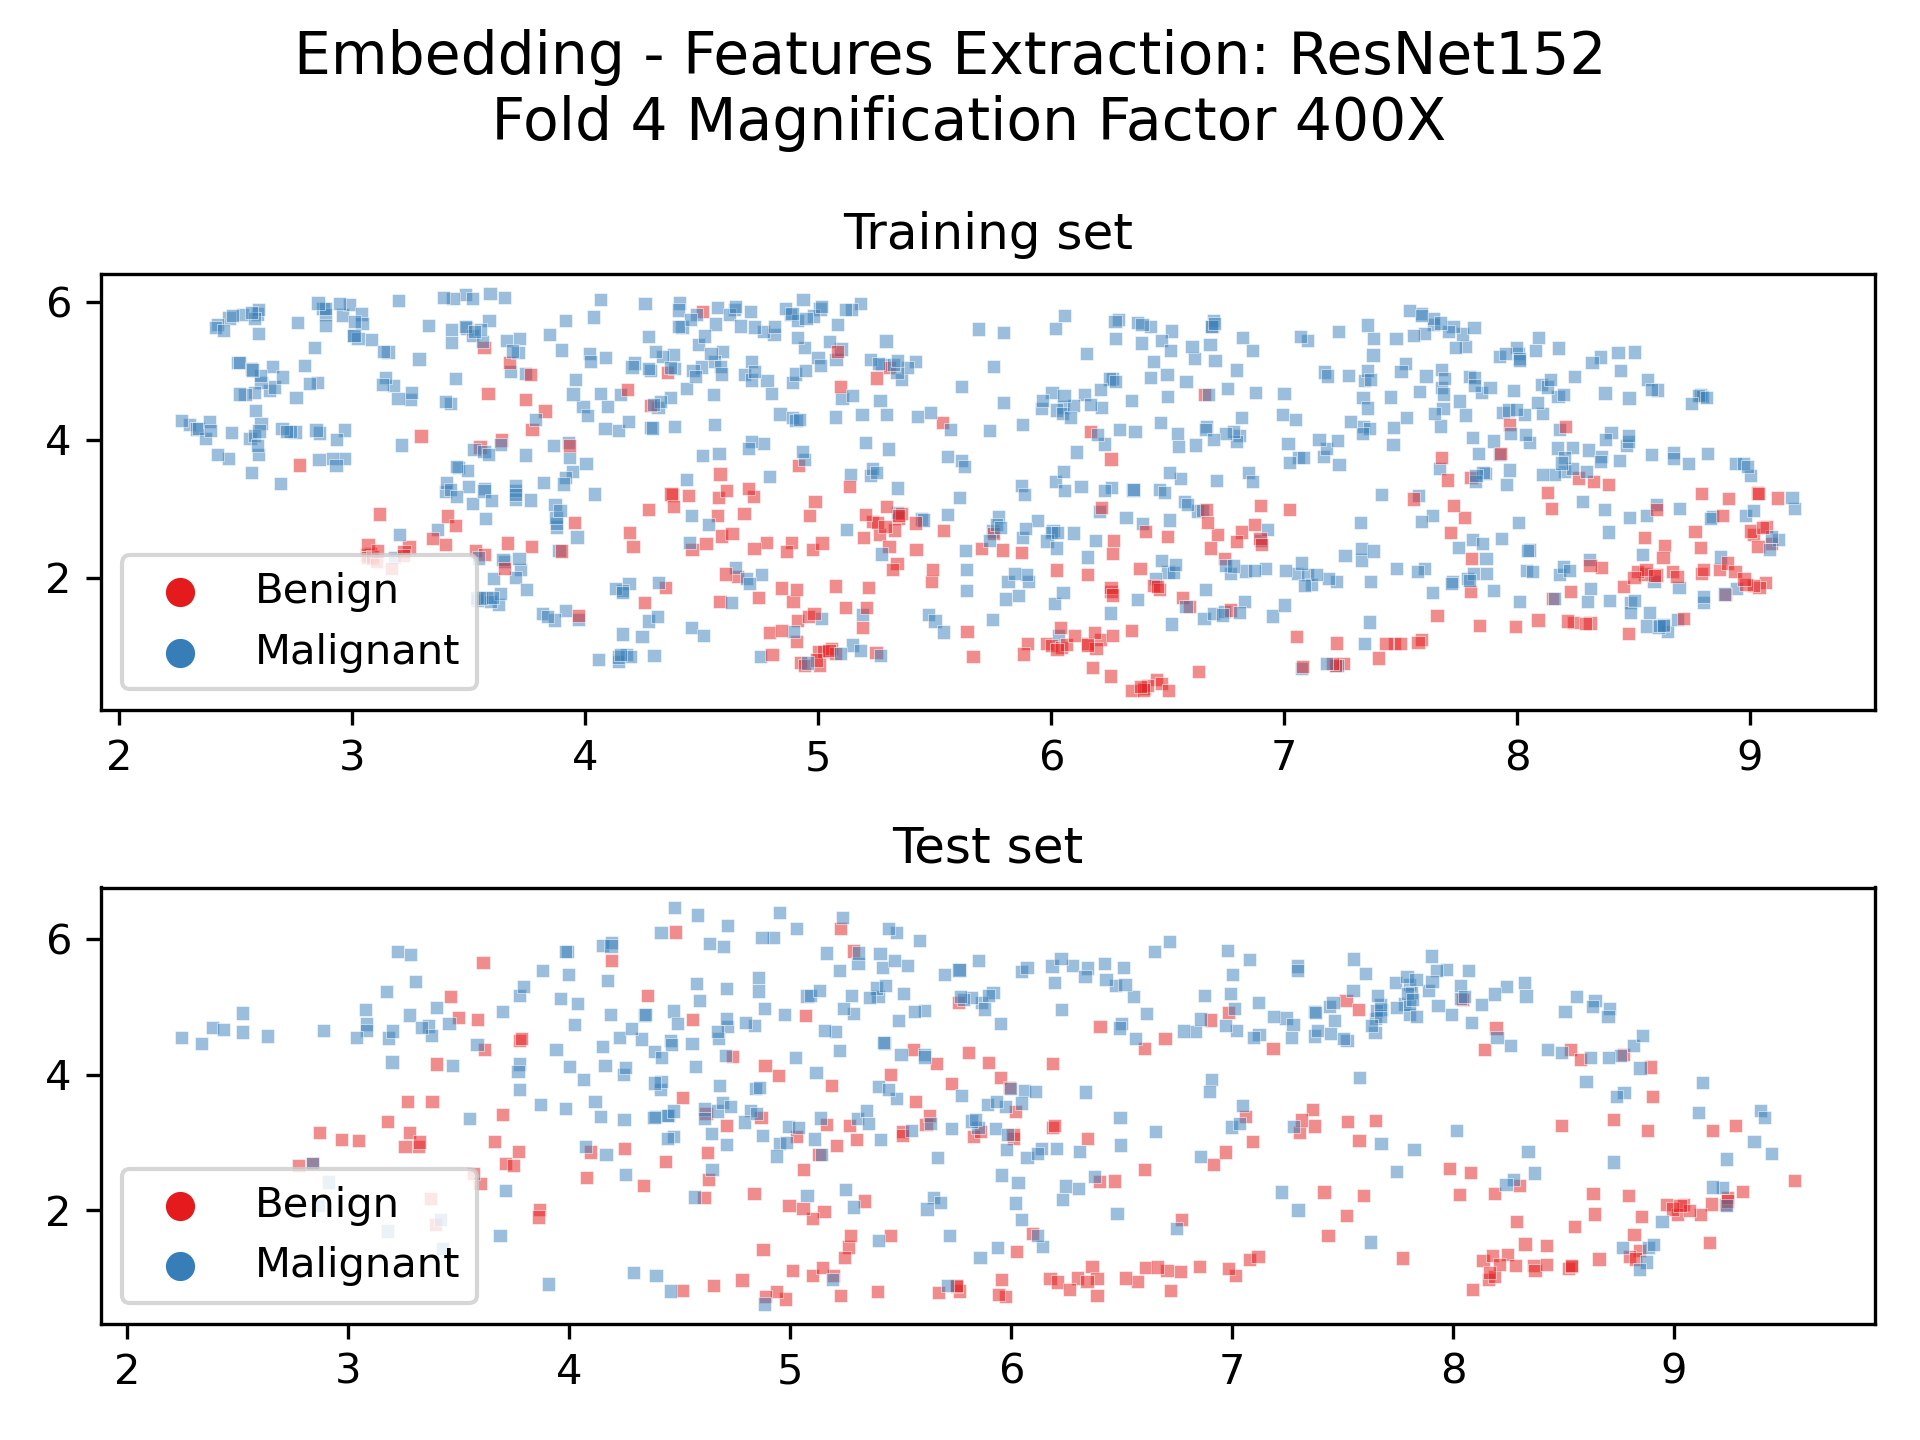 Embedding - Features Extraction: ResNet152
Fold 4 Magnification Factor 400X
Training set
6
4
2
Benign
Malignant
2 3 4 5 6 7 8 9
Test set
6
4
2
Benign
Malignant
2 3 4 5 6 7 8 9